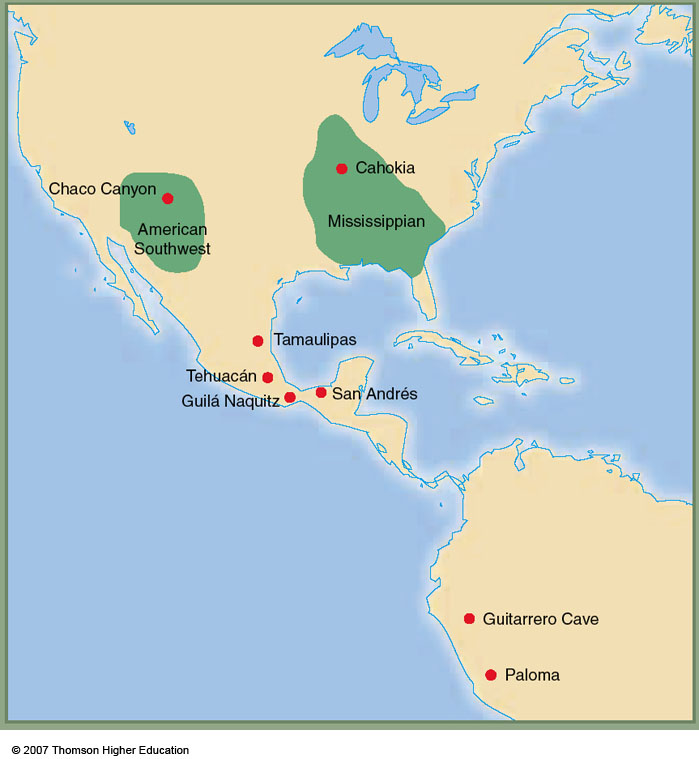 Cahokia
Chaco Canyon
Mississippian
American
Southwest
Tamaulipas
Tehuacán
San Andrés
Guilá Naquitz
Guitarrero Cave
Paloma
© 2007 Thomson Higher Education